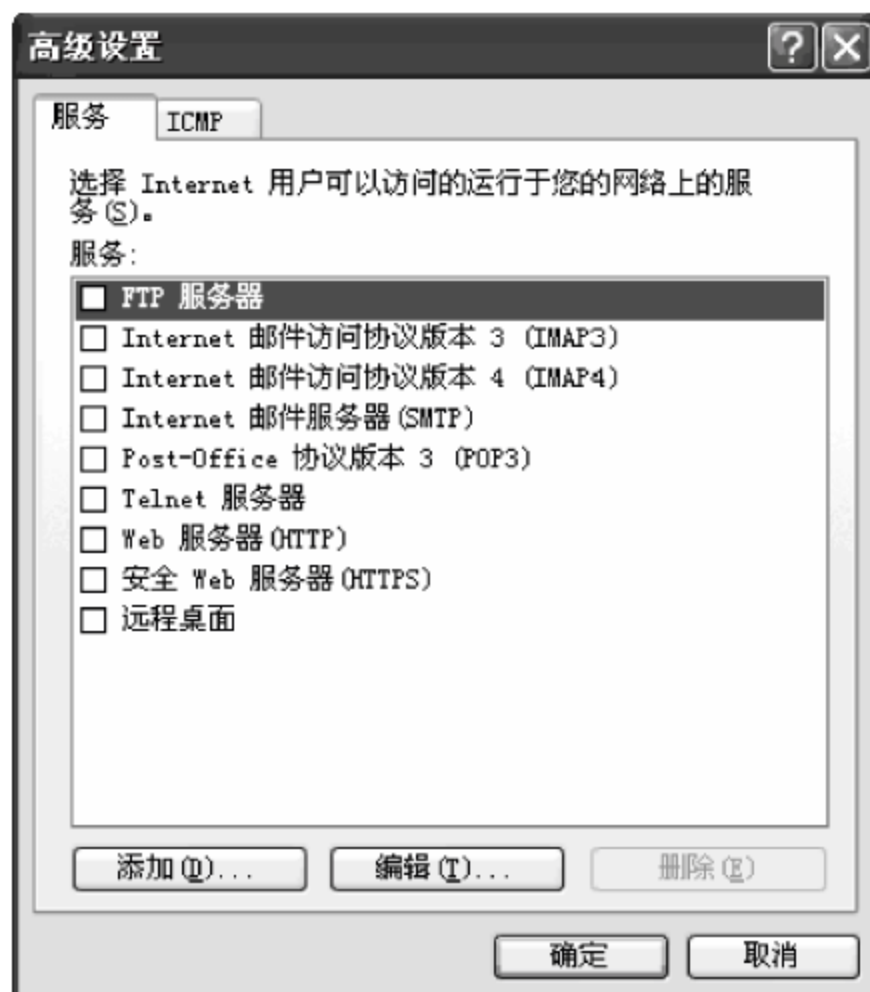 高级设置
服务
ICMP
选择 Internet 用户可以访问的运行于您的网络上的服
务(S)。
服务:
FTP 服务器
Internet 邮件访问协议版本 3 (IMAP3)
Internet 邮件访问协议版本 4 (IMAP4)
Internet 邮件服务器(SMTP)
Post-Office 协议版本 3 (POP3)
Telnet 服务器
Web 服务器(HTTP)
安全 Web 服务器(HTTPS)
远程桌面
添加(D)...
编辑(T)...
删除(E)
确定
取消